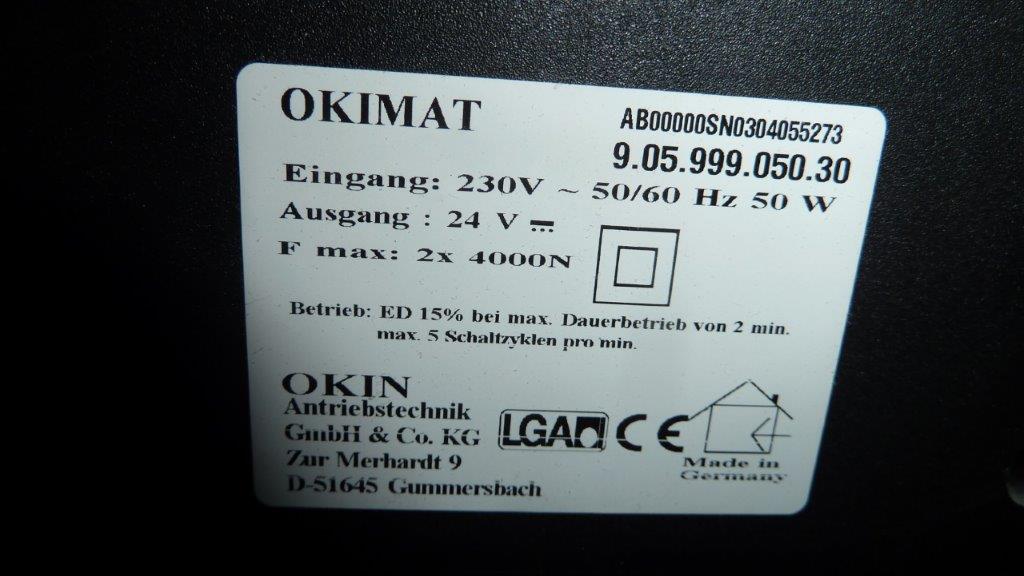 OKIMAT
AB00000SN0304055273
9.05.999.050.30
Eingang: 230V ~ 50/60 Hz 50 W
Ausgang : 24 V ⎓
F max: 2x 4000N
Betrieb: ED 15% bei max. Dauerbetrieb von 2 min.
max. 5 Schaltzyklen pro min.
OKIN
Antriebstechnik
GmbH & Co. KG
Zur Merhardt 9
D-51645 Gummersbach
LGA
CE
Made in
Germany